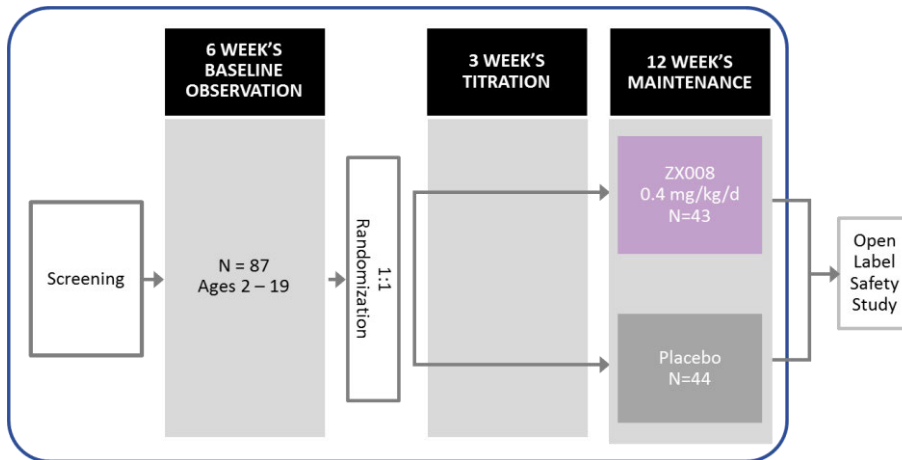 6 WEEK'S
BASELINE
OBSERVATION
3 WEEK'S
TITRATION
12 WEEK'S
MAINTENANCE
Screening
N = 87
Ages 2 – 19
1:1
Randomization
ZX008
0.4 mg/kg/d
N=43
Placebo
N=44
Open
Label
Safety
Study